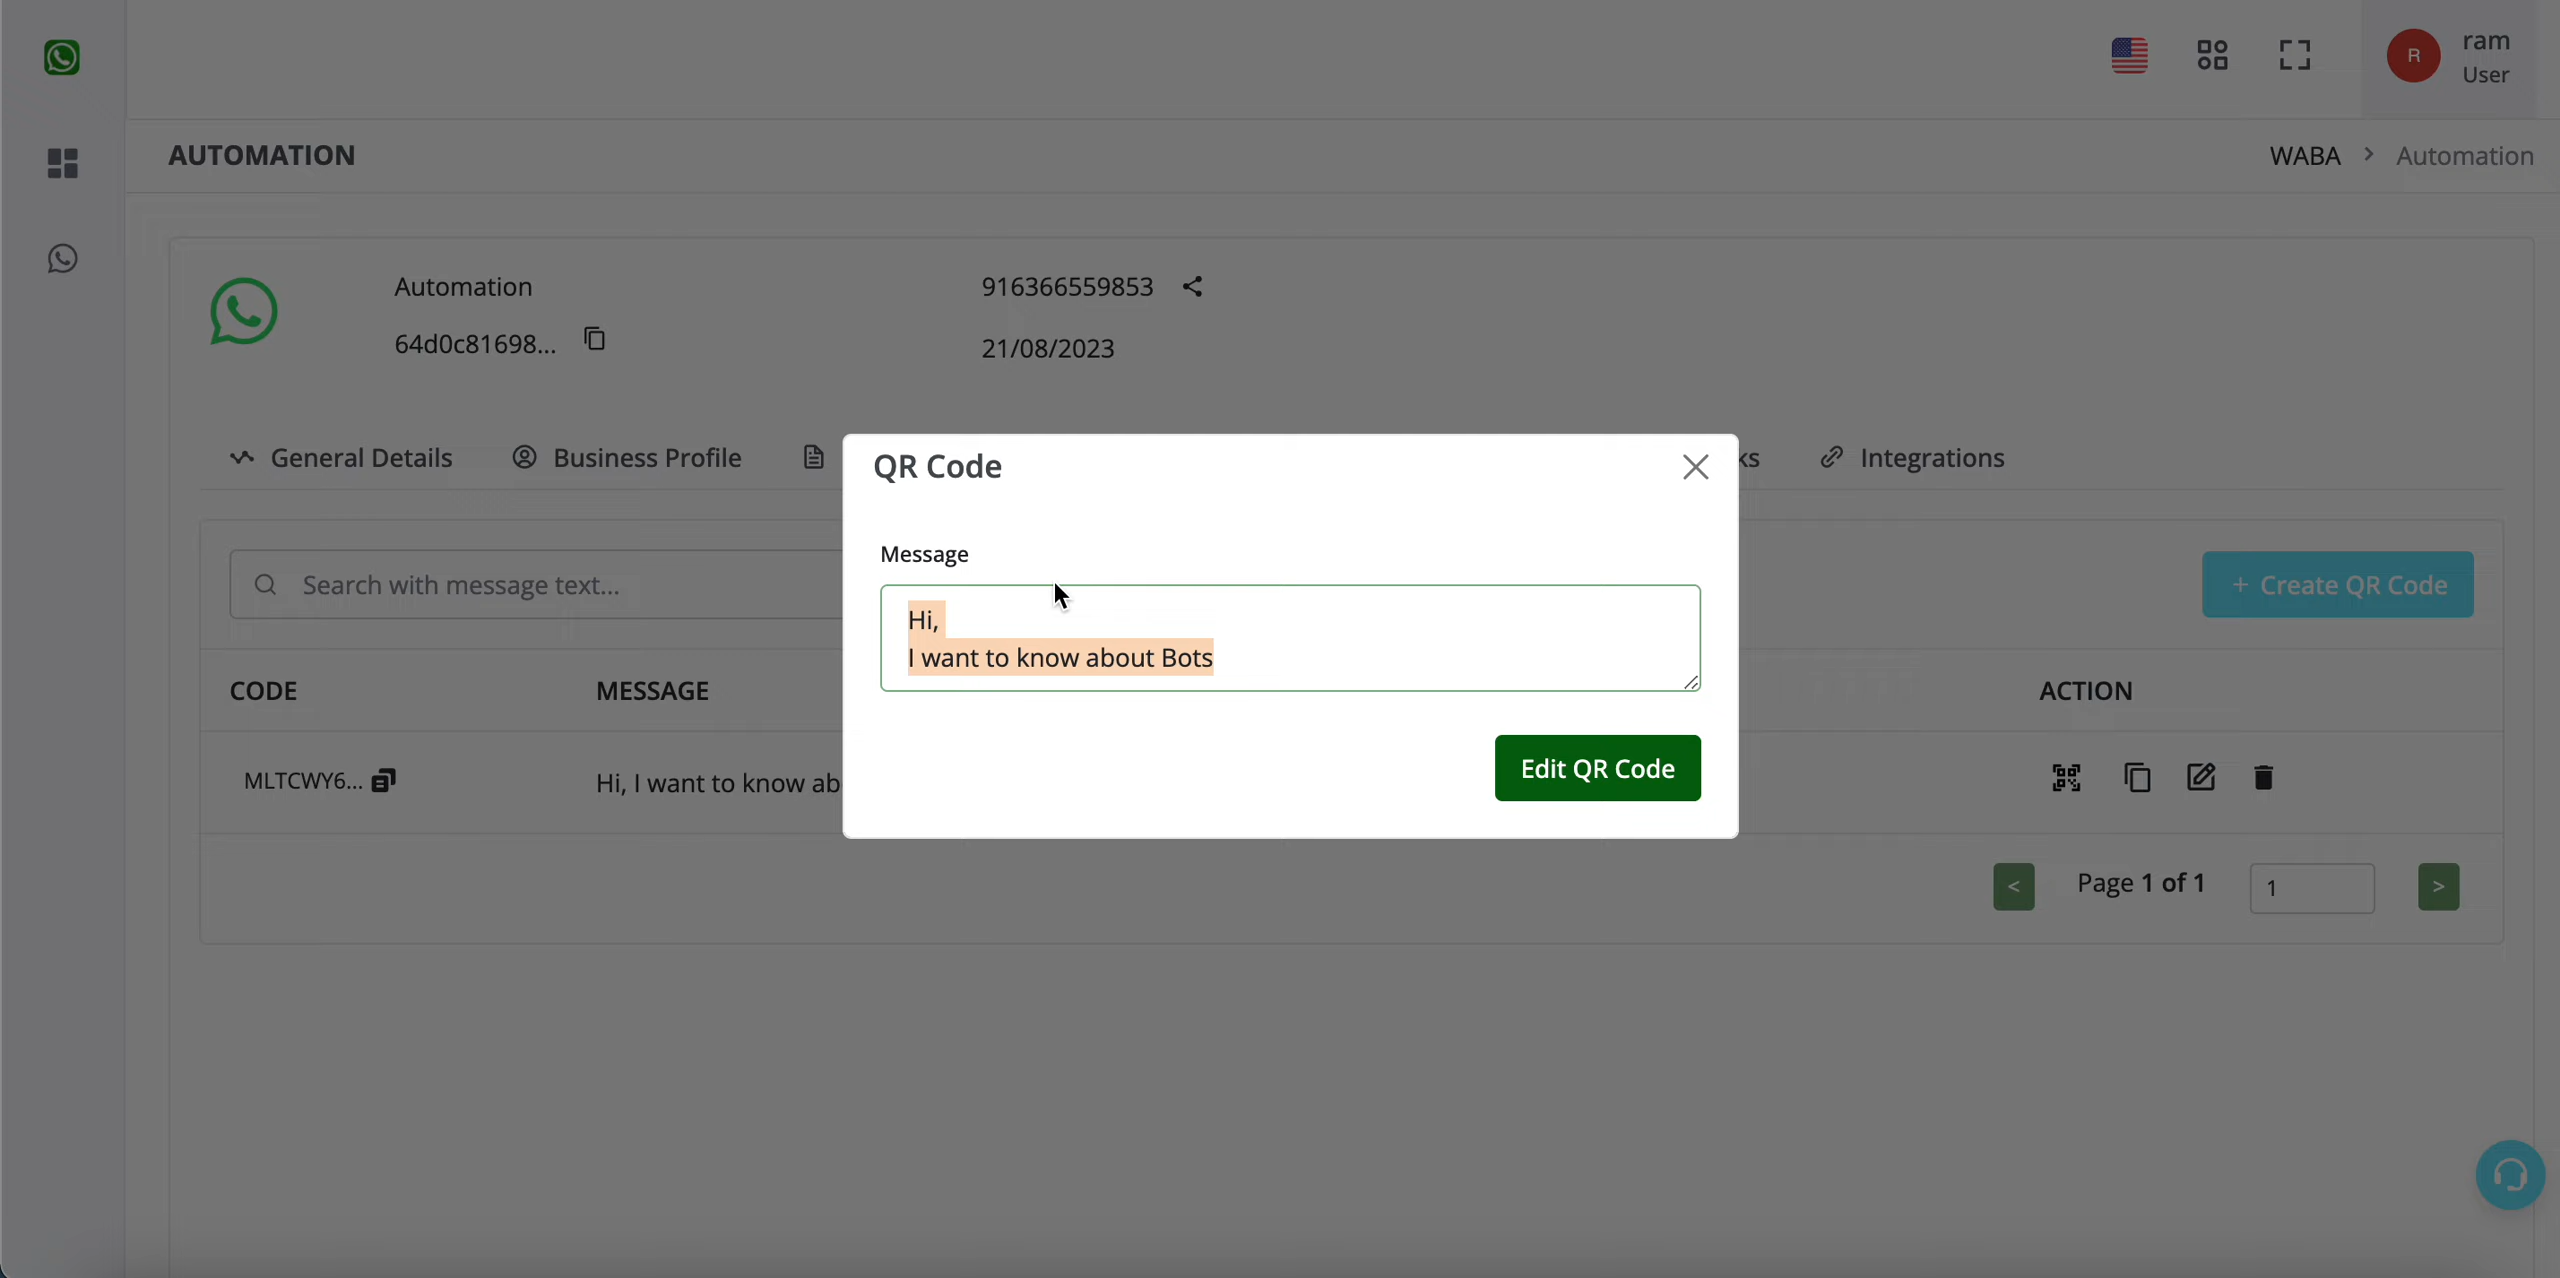 R
ram
User
AUTOMATION
WABA > Automation
Automation
916366559853
64d0c81698...
21/08/2023
General Details
Business Profile
ks
Integrations
QR Code
Message
Hi,
I want to know about Bots
Edit QR Code
Search with message text...
+ Create QR Code
CODE
MESSAGE
ACTION
MLTCWY6...
Hi, I want to know ab
<
Page 1 of 1
1
>